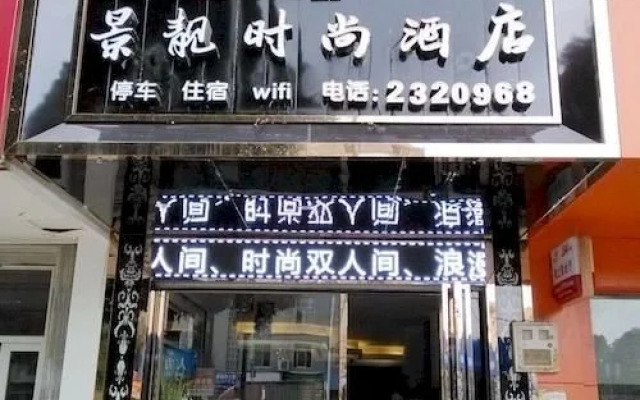 景靓时尚酒店
停车 住宿 wifi 电话:2320968
人间、时尚双人间、浪漫